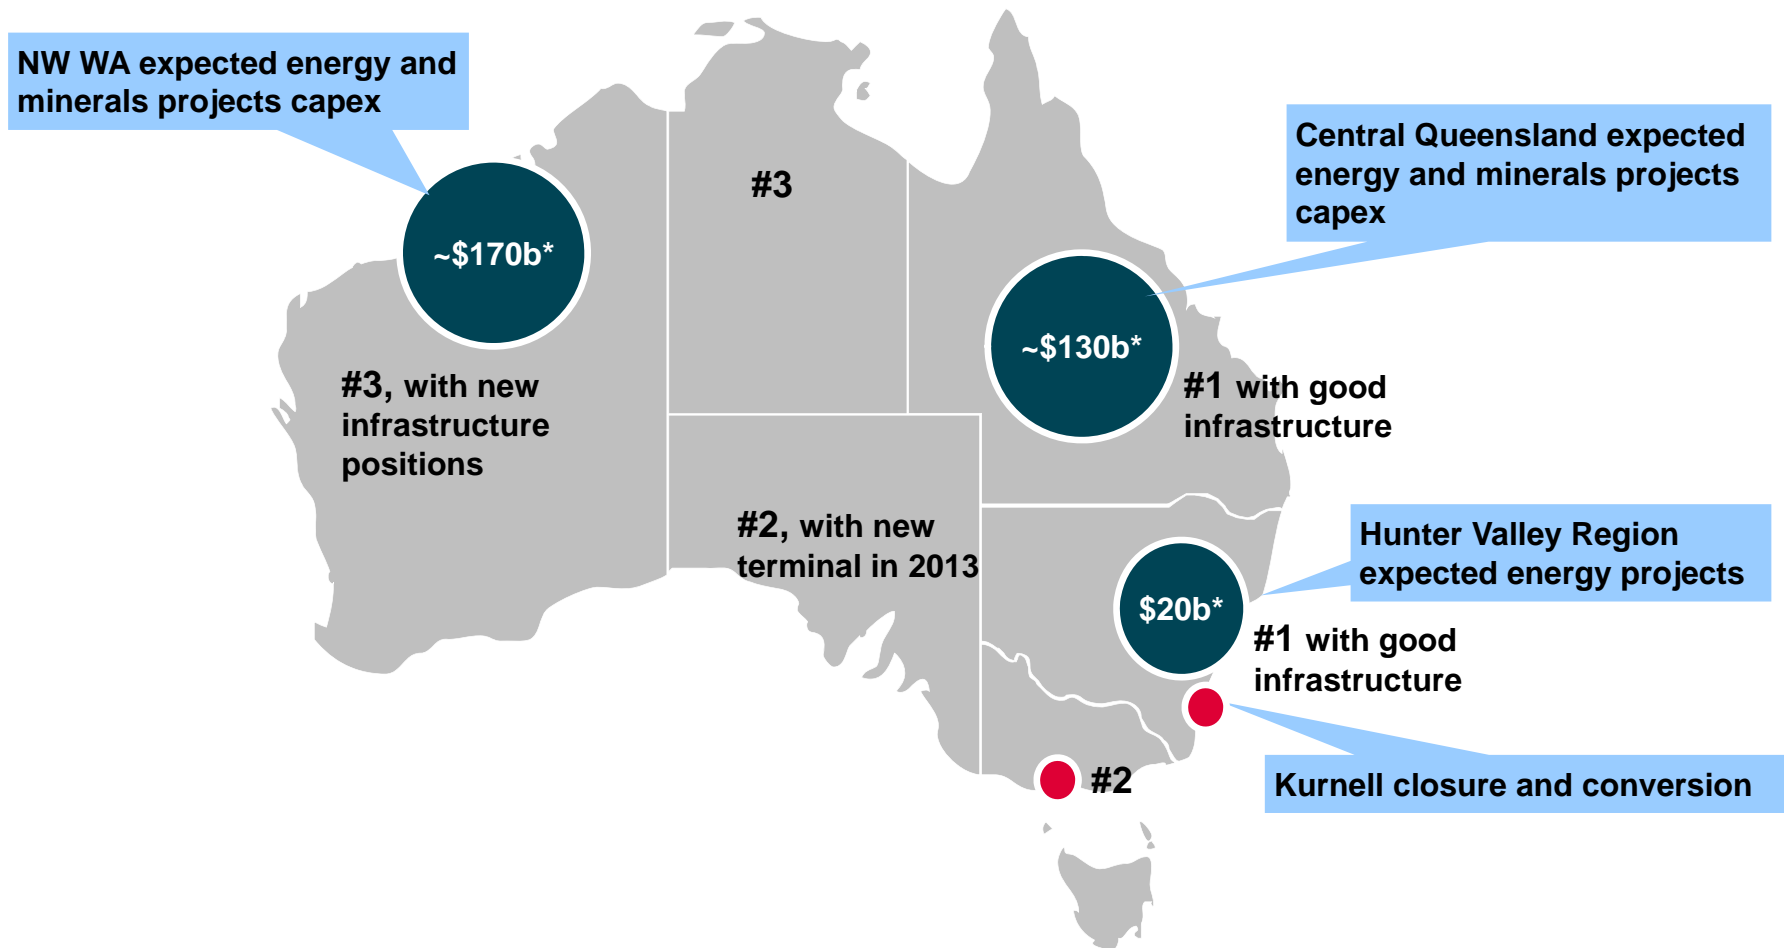 NW WA expected energy and
minerals projects capex
Central Queensland expected
energy and minerals projects
capex
#3
~$170b*
~$130b*
#3, with new
infrastructure
positions
#1 with good
infrastructure
#2, with new
terminal in 2013
Hunter Valley Region
expected energy projects
$20b*
#1 with good
infrastructure
#2
Kurnell closure and conversion